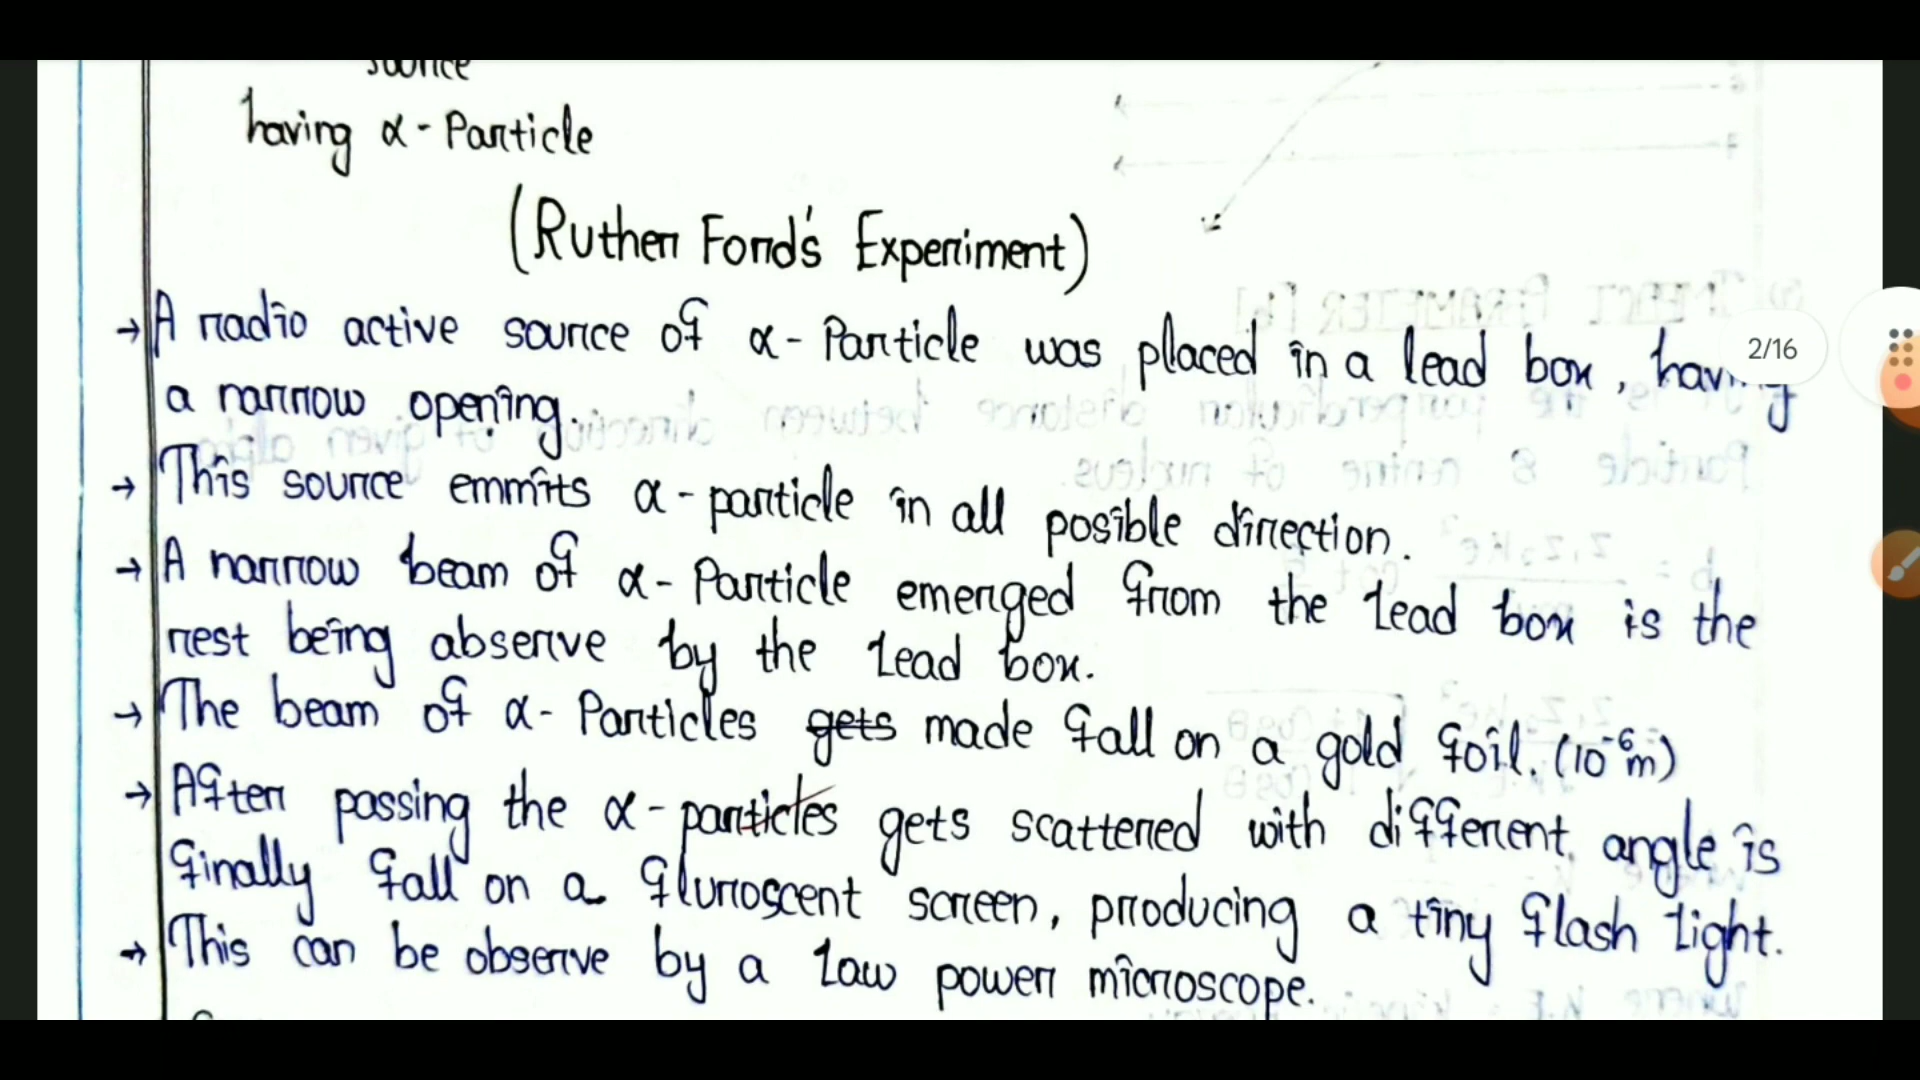 source
having α - Particle
(Ruther Ford's Experiment)
→ A radio active source of α - Particle was placed in a lead box, having
a narrow opening.
→ This source emmits α - particle in all posible direction.
→ A narrow beam of α - Particle emerged from the lead box is the
rest being abserve by the lead box.
→ The beam of α - Particles gets made fall on a gold foil. (10⁻⁶m)
→ After passing the α - particles gets scattered with different angle is
finally fall on a fluroscent screen, producing a tiny flash light.
→ This can be observe by a law power microscope.
2/16